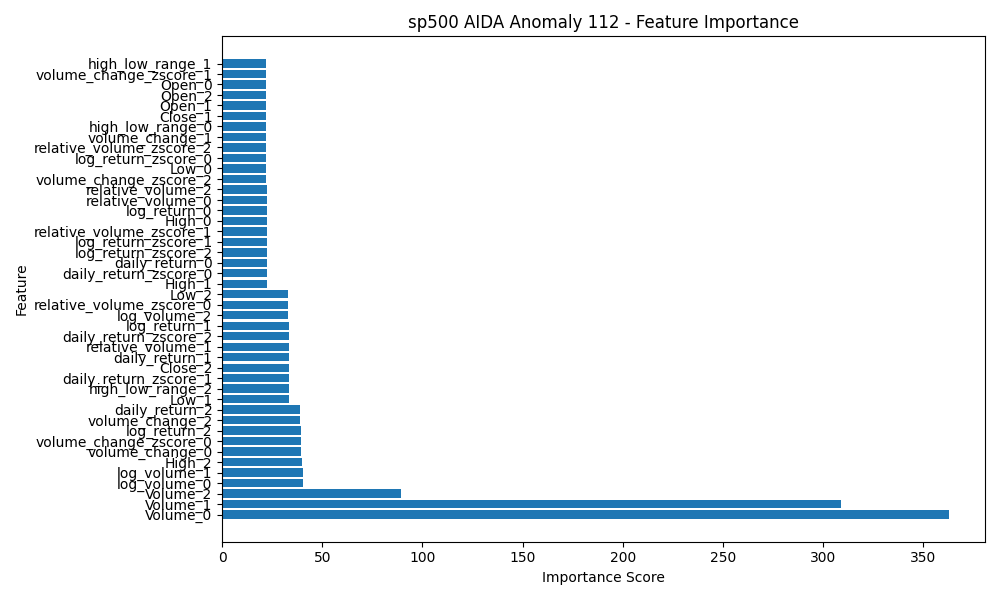 sp500 AIDA Anomaly 112 - Feature Importance
high_low_range_1
volume_change_zscore_1
Open_0
Open_2
Open_1
Close_1
high_low_range_0
volume_change_1
relative_volume_zscore_2
log_return_zscore_0
Low_0
volume_change_zscore_2
relative_volume_2
relative_volume_0
log_return_0
High_0
relative_volume_zscore_1
log_return_zscore_1
log_return_zscore_2
daily_return_0
daily_return_zscore_0
High_1
Low_2
relative_volume_zscore_0
log_volume_2
log_return_1
daily_return_zscore_2
relative_volume_1
daily_return_1
Close_2
daily_return_zscore_1
high_low_range_2
Low_1
daily_return_2
volume_change_2
log_return_2
volume_change_zscore_0
volume_change_0
High_2
log_volume_1
log_volume_0
Volume_2
Volume_1
Volume_0
Feature
0 50 100 150 200 250 300 350
Importance Score